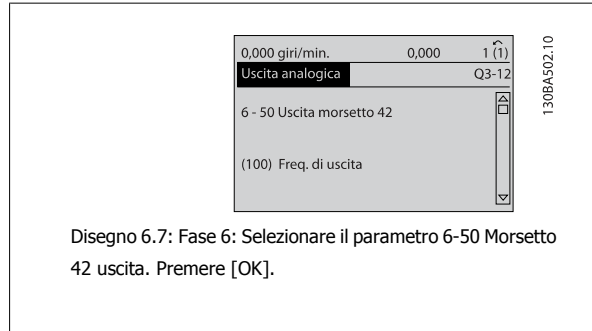 0,000 giri/min. 0,000 1 (1)
Uscita analogica Q3-12
6 - 50 Uscita morsetto 42
(100) Freq. di uscita
130BA502.10
Disegno 6.7: Fase 6: Selezionare il parametro 6-50 Morsetto
42 uscita. Premere [OK].